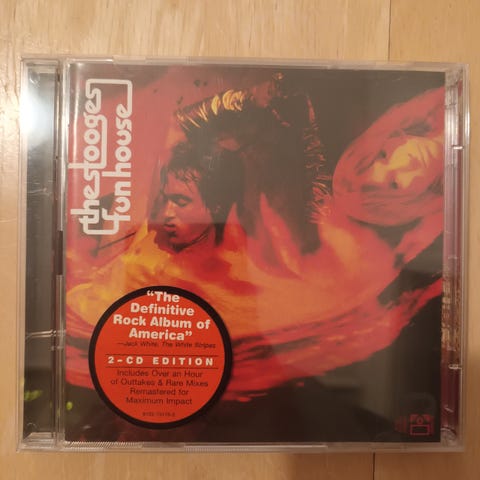 the stooges
fun house
"The
Definitive
Rock Album of
America"
—Jack White, The White Stripes
2-CD EDITION
Includes Over an Hour
of Outtakes & Rare Mixes
Remastered for
Maximum Impact